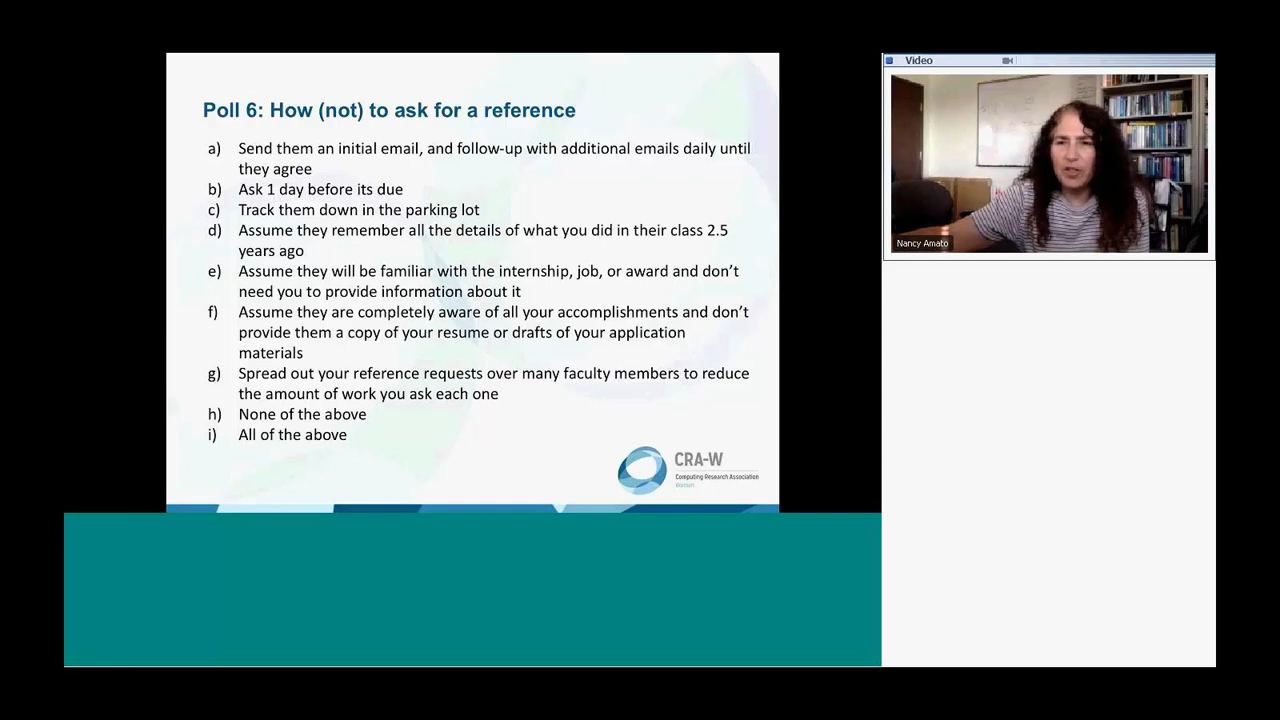 Poll 6: How (not) to ask for a reference
a) Send them an initial email, and follow-up with additional emails daily until
they agree
b) Ask 1 day before its due
c) Track them down in the parking lot
d) Assume they remember all the details of what you did in their class 2.5
years ago
e) Assume they will be familiar with the internship, job, or award and don't
need you to provide information about it
f) Assume they are completely aware of all your accomplishments and don't
provide them a copy of your resume or drafts of your application
materials
g) Spread out your reference requests over many faculty members to reduce
the amount of work you ask each one
h) None of the above
i) All of the above
CRA-W
Computing Research Association
Women
Video
Nancy Amato